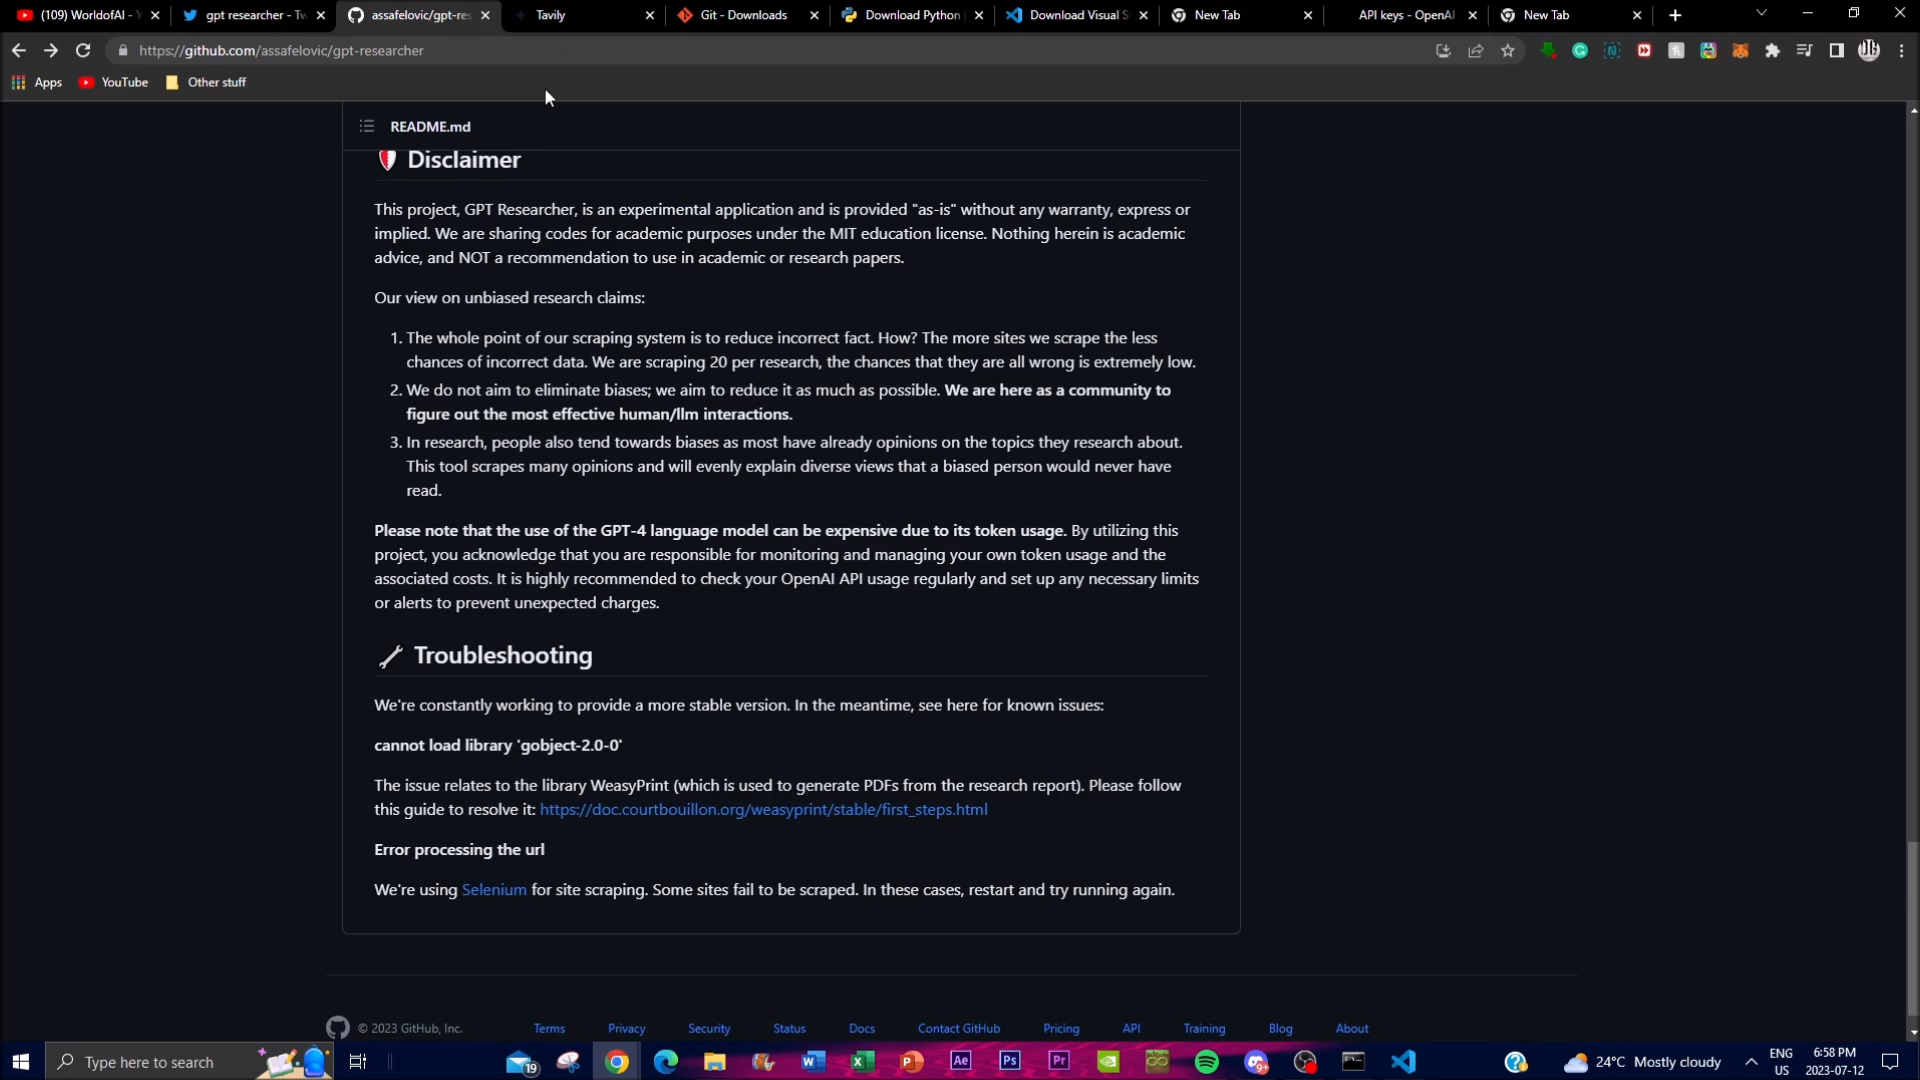 (109) WorldofAI - Y
gpt researcher - Tw
assafelovic/gpt-res
Tavily
Git - Downloads
Download Python
Download Visual S
New Tab
API keys - OpenAI
New Tab
https://github.com/assafelovic/gpt-researcher
Apps
YouTube
Other stuff
README.md
Disclaimer
This project, GPT Researcher, is an experimental application and is provided "as-is" without any warranty, express or
implied. We are sharing codes for academic purposes under the MIT education license. Nothing herein is academic
advice, and NOT a recommendation to use in academic or research papers.
Our view on unbiased research claims:
1. The whole point of our scraping system is to reduce incorrect fact. How? The more sites we scrape the less
chances of incorrect data. We are scraping 20 per research, the chances that they are all wrong is extremely low.
2. We do not aim to eliminate biases; we aim to reduce it as much as possible. We are here as a community to
figure out the most effective human/llm interactions.
3. In research, people also tend towards biases as most have already opinions on the topics they research about.
This tool scrapes many opinions and will evenly explain diverse views that a biased person would never have
read.
Please note that the use of the GPT-4 language model can be expensive due to its token usage. By utilizing this
project, you acknowledge that you are responsible for monitoring and managing your own token usage and the
associated costs. It is highly recommended to check your OpenAI API usage regularly and set up any necessary limits
or alerts to prevent unexpected charges.
Troubleshooting
We're constantly working to provide a more stable version. In the meantime, see here for known issues:
cannot load library 'gobject-2.0-0'
The issue relates to the library WeasyPrint (which is used to generate PDFs from the research report). Please follow
this guide to resolve it: https://doc.courtbouillon.org/weasyprint/stable/first_steps.html
Error processing the url
We're using Selenium for site scraping. Some sites fail to be scraped. In these cases, restart and try running again.
© 2023 GitHub, Inc.
Terms
Privacy
Security
Status
Docs
Contact GitHub
Pricing
API
Training
Blog
About
Type here to search
19
Ae
Ps
Pr
9+
24°C Mostly cloudy
ENG
US
6:58 PM
2023-07-12